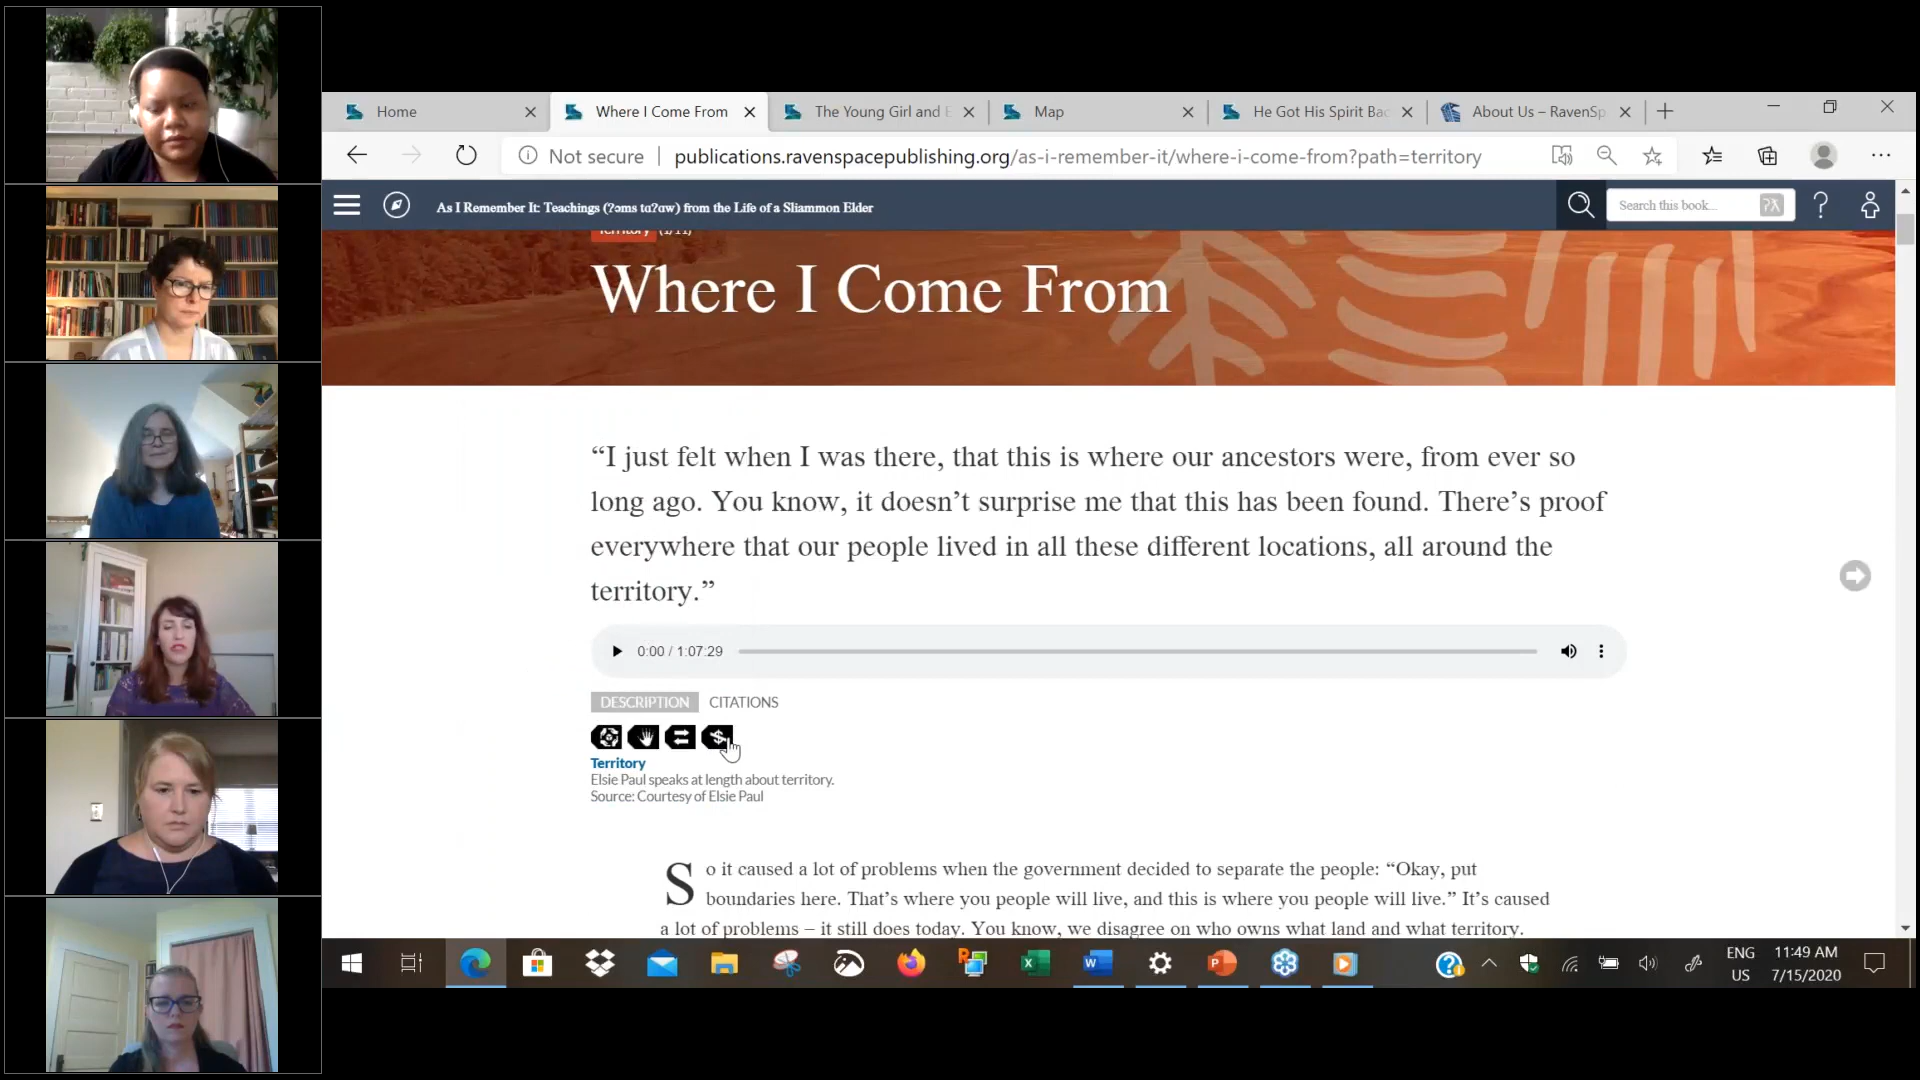 Home
Where I Come From
The Young Girl and E
Map
He Got His Spirit Bac
About Us – RavenSp
Not secure
publications.ravenspacepublishing.org/as-i-remember-it/where-i-come-from?path=territory
As I Remember It: Teachings (ʔəms tɑʔɑw) from the Life of a Sliammon Elder
Search this book...
ʔλ
Territory (1/11)
Where I Come From
“I just felt when I was there, that this is where our ancestors were, from ever so
long ago. You know, it doesn’t surprise me that this has been found. There’s proof
everywhere that our people lived in all these different locations, all around the
territory.”
0:00 / 1:07:29
DESCRIPTION CITATIONS
Territory
Elsie Paul speaks at length about territory.
Source: Courtesy of Elsie Paul
So it caused a lot of problems when the government decided to separate the people: “Okay, put
boundaries here. That’s where you people will live, and this is where you people will live.” It’s caused
a lot of problems – it still does today. You know, we disagree on who owns what land and what territory.
ENG
US
11:49 AM
7/15/2020